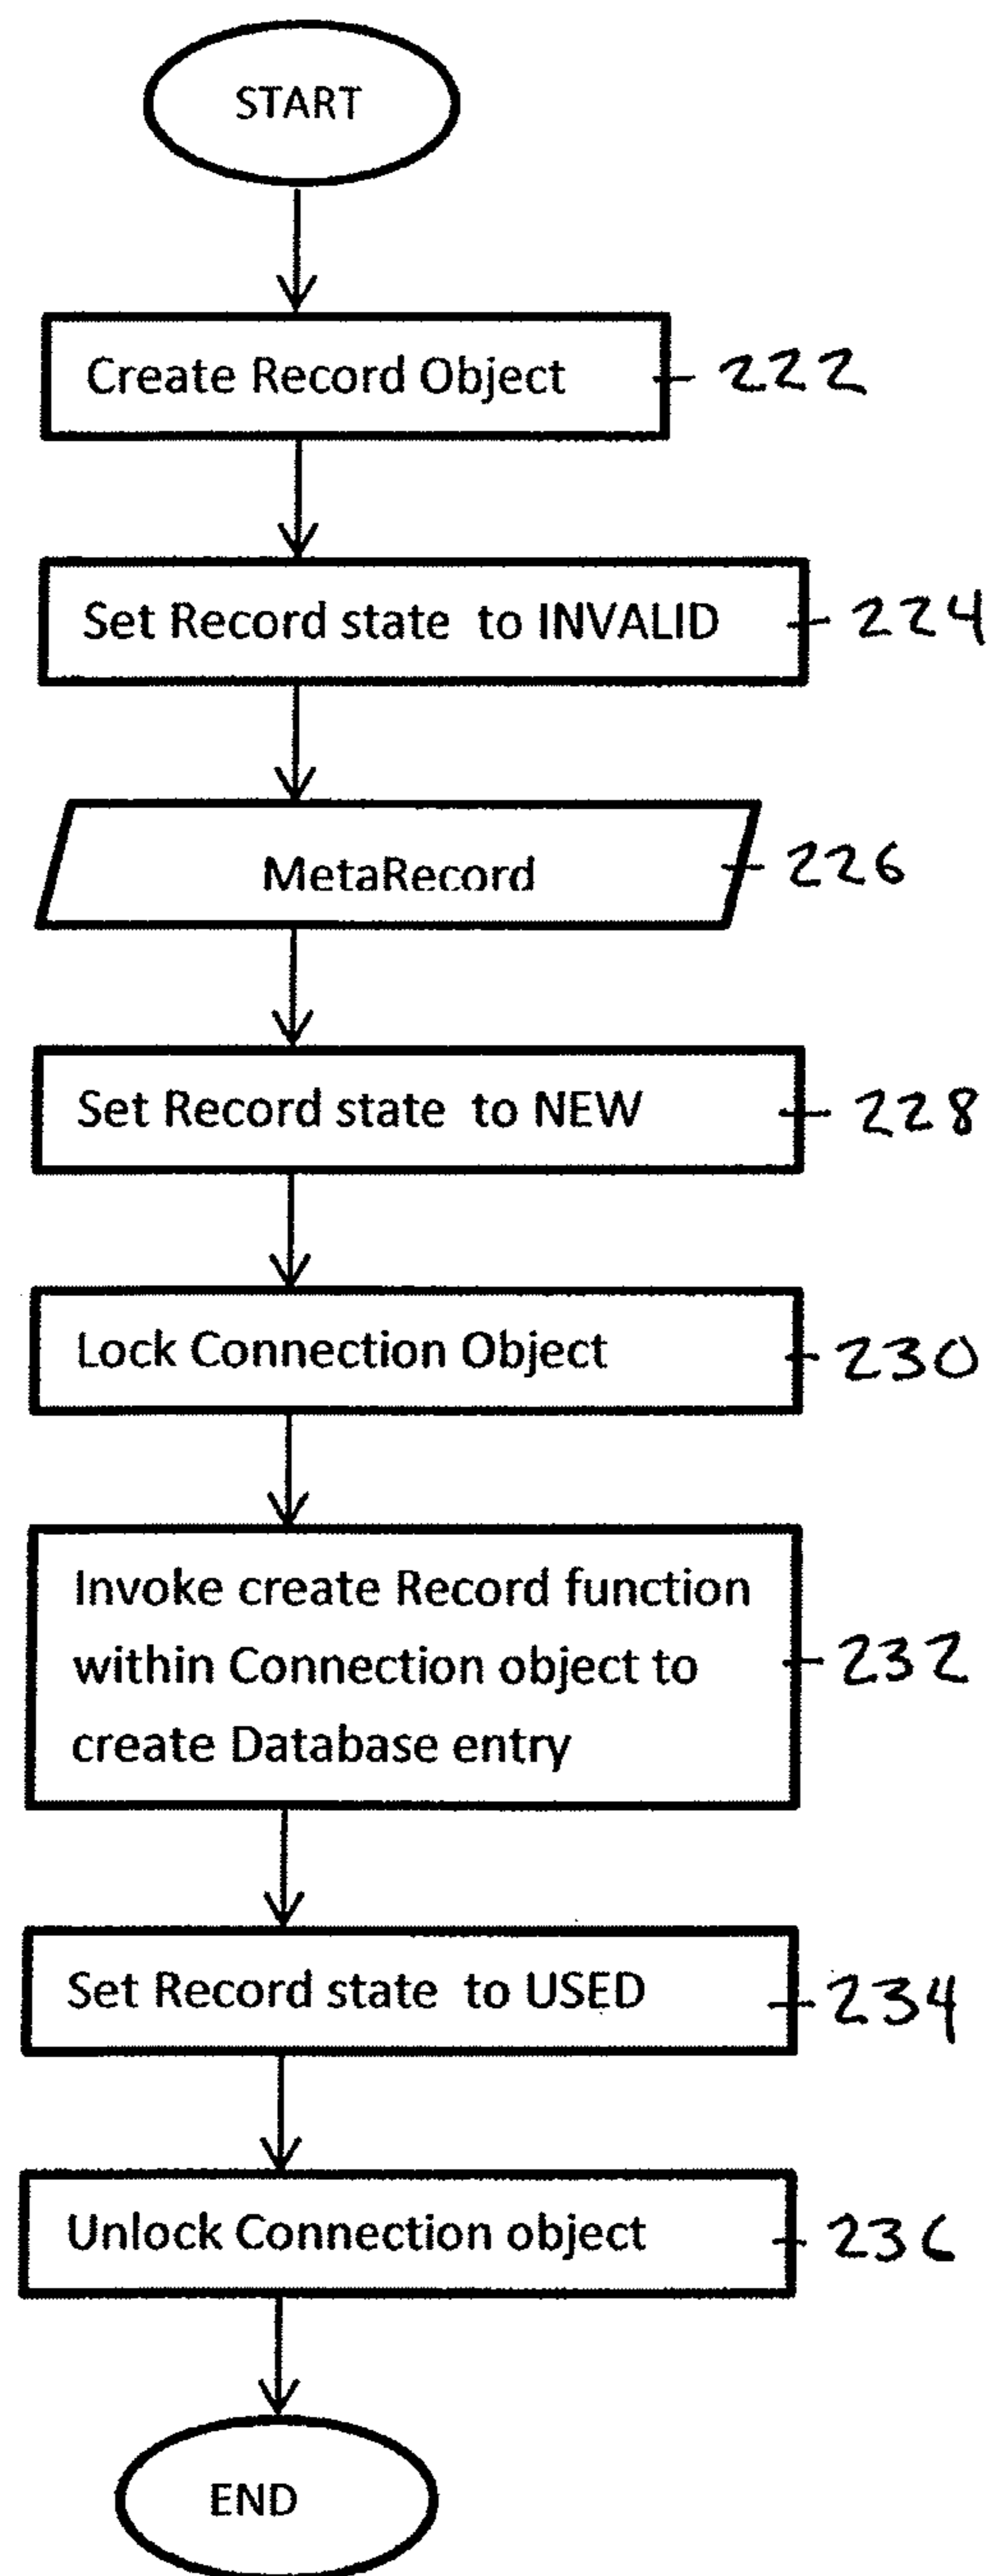 START
Create Record Object 222
Set Record state to INVALID 224
MetaRecord 226
Set Record state to NEW 228
Lock Connection Object 230
Invoke create Record function
within Connection object to 232
create Database entry
Set Record state to USED 234
Unlock Connection object 236
END